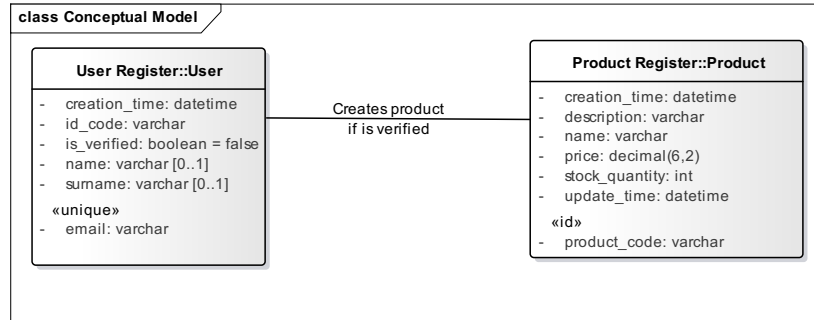 class Conceptual Model
User Register::User
- creation_time: datetime
- id_code: varchar
- is_verified: boolean = false
- name: varchar [0..1]
- surname: varchar [0..1]
«unique»
- email: varchar
Creates product
if is verified
Product Register::Product
- creation_time: datetime
- description: varchar
- name: varchar
- price: decimal(6,2)
- stock_quantity: int
- update_time: datetime
«id»
- product_code: varchar